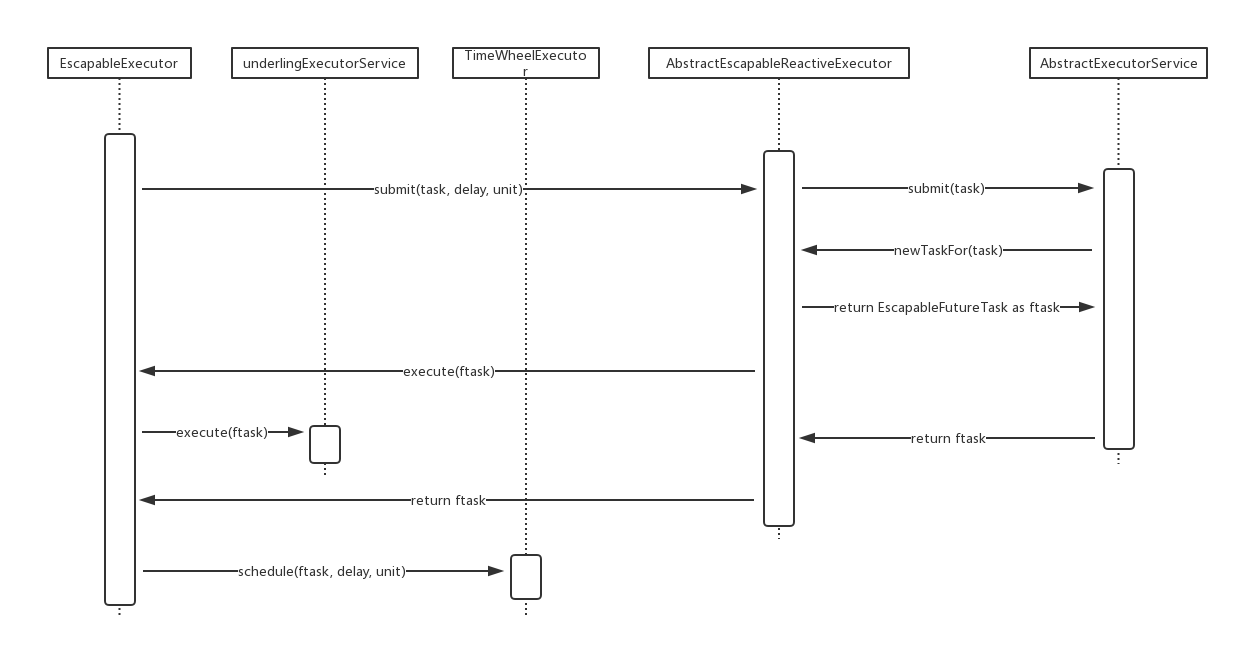 EscapableExecutor
underlingExecutorService
TimeWheelExecuto
r
AbstractEscapableReactiveExecutor
AbstractExecutorService
submit(task, delay, unit)
submit(task)
newTaskFor(task)
return EscapableFutureTask as ftask
execute(ftask)
execute(ftask)
return ftask
return ftask
schedule(ftask, delay, unit)